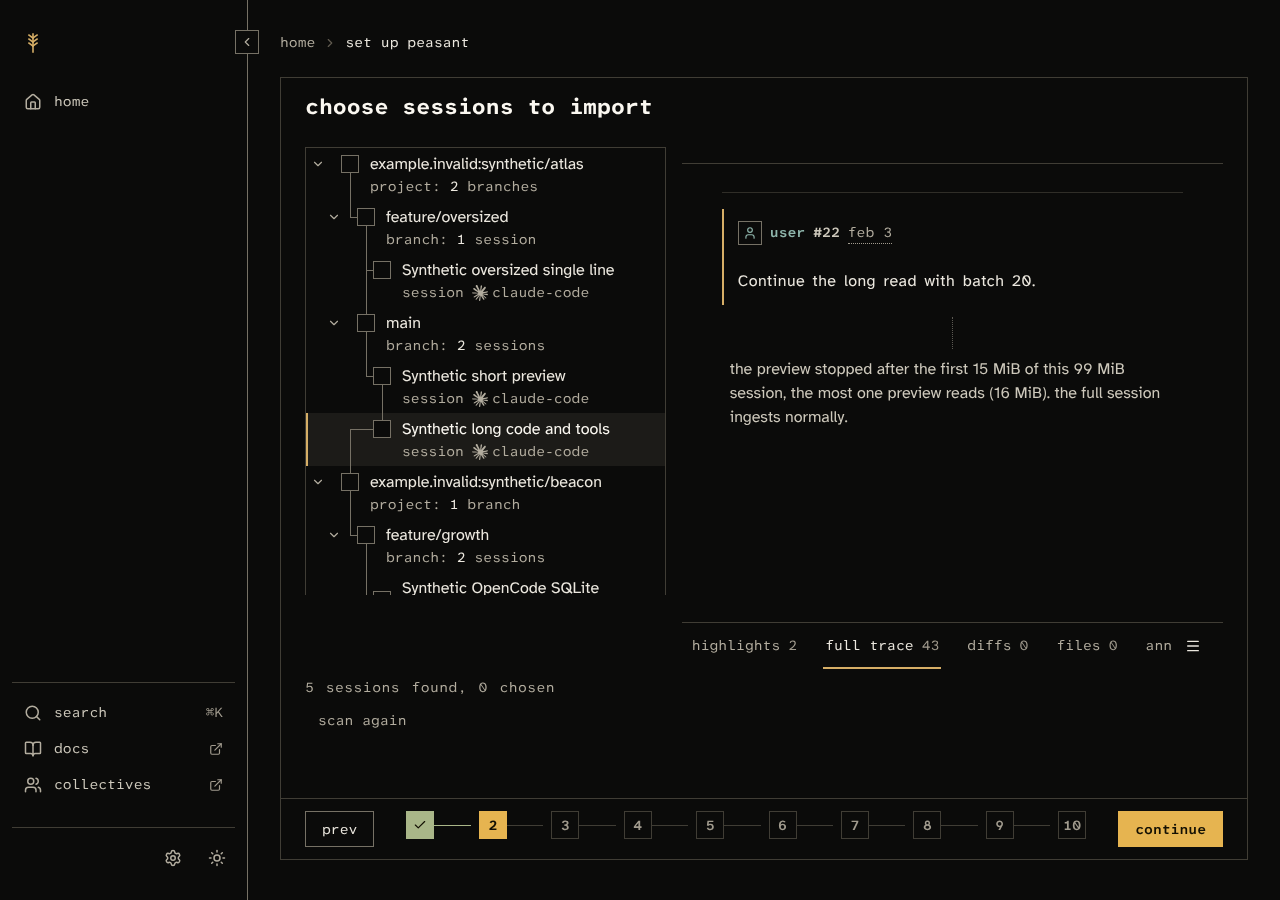 home
home > set up peasant
choose sessions to import
example.invalid:synthetic/atlas
project: 2 branches
feature/oversized
branch: 1 session
Synthetic oversized single line
session claude-code
main
branch: 2 sessions
Synthetic short preview
session claude-code
Synthetic long code and tools
session claude-code
example.invalid:synthetic/beacon
project: 1 branch
feature/growth
branch: 2 sessions
Synthetic OpenCode SQLite
user #22 feb 3
Continue the long read with batch 20.
the preview stopped after the first 15 MiB of this 99 MiB
session, the most one preview reads (16 MiB). the full session
ingests normally.
highlights 2 full trace 43 diffs 0 files 0 ann
5 sessions found, 0 chosen
scan again
search ⌘K
docs
collectives
prev 2 3 4 5 6 7 8 9 10 continue